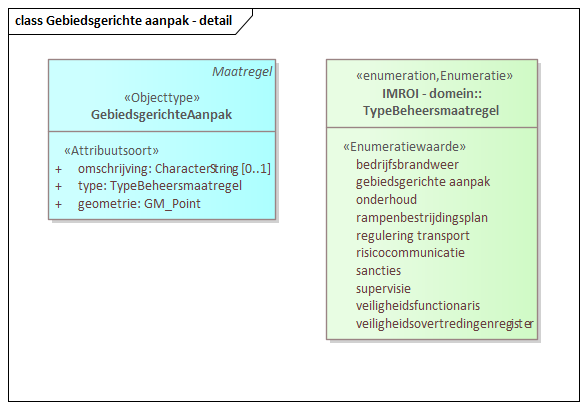 class Gebiedsgerichte aanpak - detail
Maatregel
«Objecttype»
GebiedsgerichteAanpak
«Attribuutsoort»
+ omschrijving: CharacterString [0..1]
+ type: TypeBeheersmaatregel
+ geometrie: GM_Point
«enumeration,Enumeratie»
IMROI - domein::
TypeBeheersmaatregel
«Enumeratiewaarde»
bedrijfsbrandweer
gebiedsgerichte aanpak
onderhoud
rampenbestrijdingsplan
regulering transport
risicocommunicatie
sancties
supervisie
veiligheidsfunctionaris
veiligheidsovertredingenregister